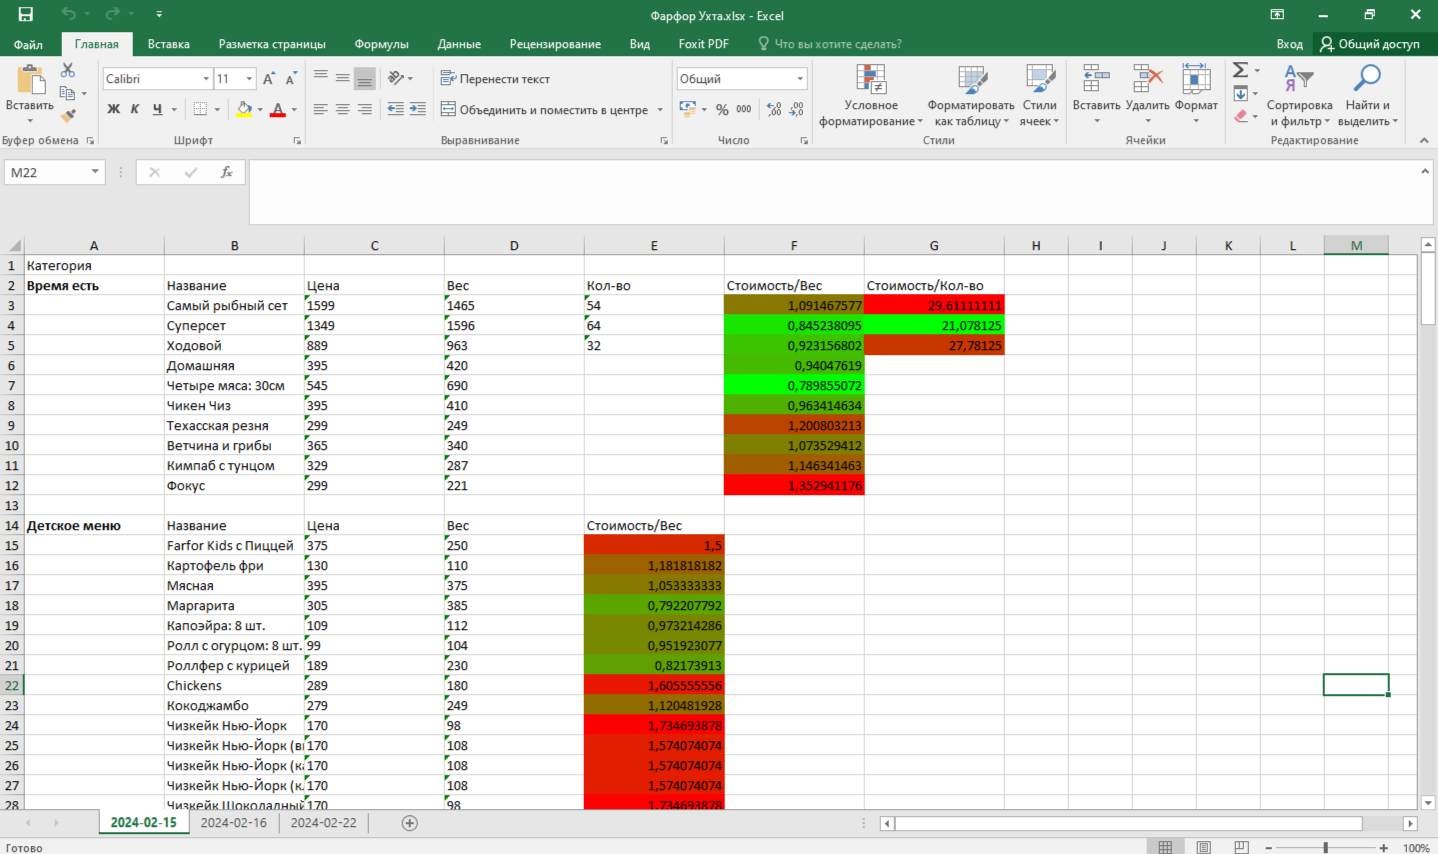 Фарфор Ухта.xlsx - Excel
Файл Главная Вставка Разметка страницы Формулы Данные Рецензирование Вид Foxit PDF Что вы хотите сделать? Вход Общий доступ
Calibri 11 Перенести текст Общий
Вставить Ж К Ч Объединить и поместить в центре % 000
Условное форматирование Форматировать как таблицу Стили ячеек Вставить Удалить Формат Сортировка и фильтр Найти и выделить
Буфер обмена Шрифт Выравнивание Число Стили Ячейки Редактирование
M22 fx
A B C D E F G H I J K L M
1 Категория
2 Время есть Название Цена Вес Кол-во Стоимость/Вес Стоимость/Кол-во
3 Самый рыбный сет 1599 1465 54 1,091467577 29,61111111
4 Суперсет 1349 1596 64 0,845238095 21,078125
5 Ходовой 889 963 32 0,923156802 27,78125
6 Домашняя 395 420 0,94047619
7 Четыре мяса: 30см 545 690 0,789855072
8 Чикен Чиз 395 410 0,963414634
9 Техасская резня 299 249 1,200803213
10 Ветчина и грибы 365 340 1,073529412
11 Кимпаб с тунцом 329 287 1,146341463
12 Фокус 299 221 1,352941176
13
14 Детское меню Название Цена Вес Стоимость/Вес
15 Farfor Kids с Пиццей 375 250 1,5
16 Картофель фри 130 110 1,181818182
17 Мясная 395 375 1,053333333
18 Маргарита 305 385 0,792207792
19 Капоэйра: 8 шт. 109 112 0,973214286
20 Ролл с огурцом: 8 шт. 99 104 0,951923077
21 Роллфер с курицей 189 230 0,82173913
22 Chickens 289 180 1,605555556
23 Кокоджамбо 279 249 1,120481928
24 Чизкейк Нью-Йорк 170 98 1,734693878
25 Чизкейк Нью-Йорк (ви 170 108 1,574074074
26 Чизкейк Нью-Йорк (ка 170 108 1,574074074
27 Чизкейк Нью-Йорк (кл 170 108 1,574074074
28 Чизкейк Шоколадный 170 98 1,734693878
2024-02-15 2024-02-16 2024-02-22
Готово 100%